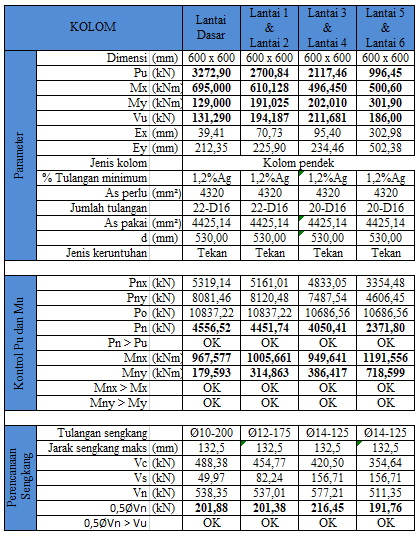 KOLOM Lantai Dasar Lantai 1 & Lantai 2 Lantai 3 & Lantai 4 Lantai 5 & Lantai 6
Parameter
Dimensi (mm) 600 x 600 600 x 600 600 x 600 600 x 600
Pu (kN) 3272,90 2700,84 2117,46 996,45
Mx (kNm) 695,000 610,128 496,450 500,60
My (kNm) 129,000 191,025 202,010 301,90
Vu (kN) 131,290 194,187 211,681 186,00
Ex (mm) 39,41 70,73 95,40 302,98
Ey (mm) 212,35 225,90 234,46 502,38
Jenis kolom Kolom pendek
% Tulangan minimum 1,2%Ag 1,2%Ag 1,2%Ag 1,2%Ag
As perlu (mm²) 4320 4320 4320 4320
Jumlah tulangan 22-D16 22-D16 20-D16 20-D16
As pakai (mm²) 4425,14 4425,14 4425,14 4425,14
d (mm) 530,00 530,00 530,00 530,00
Jenis keruntuhan Tekan Tekan Tekan Tekan
Kontrol Pu dan Mu
Pnx (kN) 5319,14 5161,01 4833,05 3354,48
Pny (kN) 8081,46 8120,48 7487,54 4606,45
Po (kN) 10837,22 10837,22 10686,56 10686,56
Pn (kN) 4556,52 4451,74 4050,41 2371,80
Pn > Pu OK OK OK OK
Mnx (kNm) 967,577 1005,661 949,641 1191,556
Mny (kNm) 179,593 314,863 386,417 718,599
Mnx > Mx OK OK OK OK
Mny > My OK OK OK OK
Perencanaan Sengkang
Tulangan sengkang Ø10-200 Ø12-175 Ø14-125 Ø14-125
Jarak sengkang maks (mm) 132,5 132,5 132,5 132,5
Vc (kN) 488,38 454,77 420,50 354,64
Vs (kN) 49,97 82,24 156,71 156,71
Vn (kN) 538,35 537,01 577,21 511,35
0,5ØVn (kN) 201,88 201,38 216,45 191,76
0,5ØVn > Vu OK OK OK OK